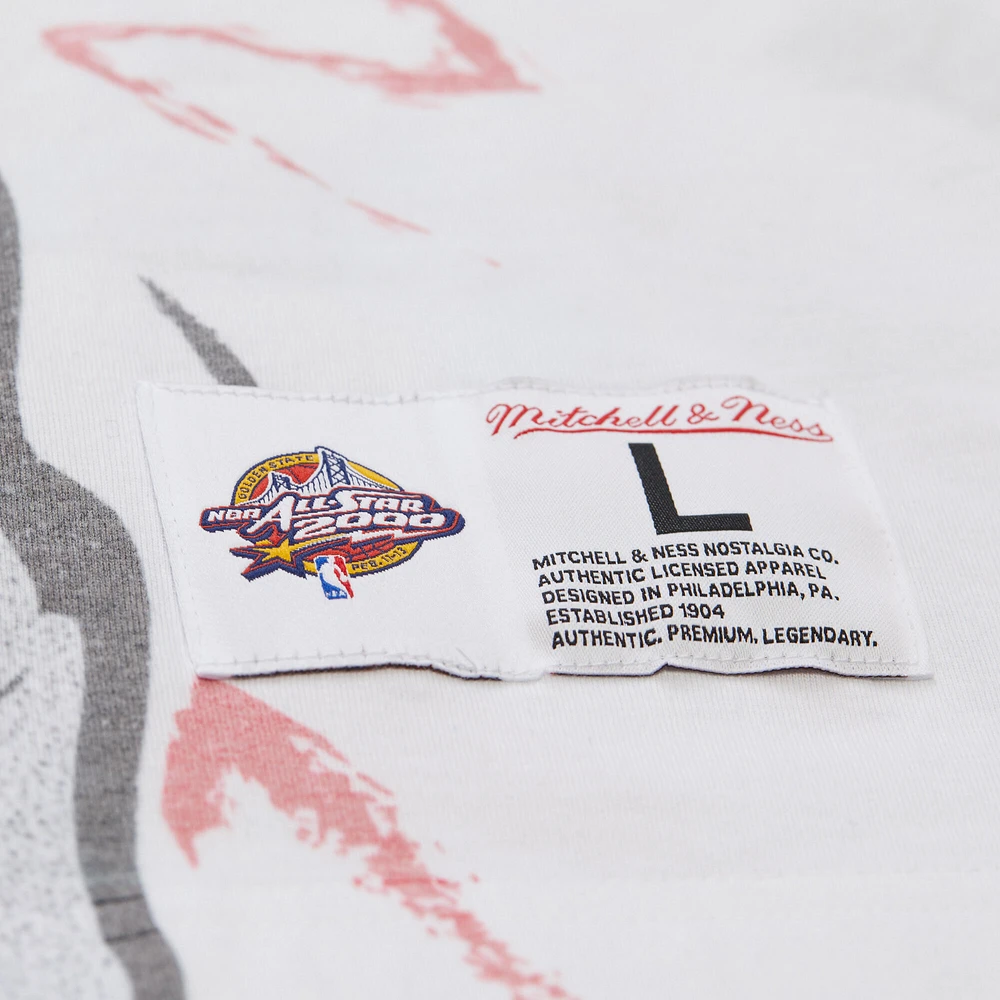 GOLDEN STATE
NBA ALL-STAR
2000
FEB. 11-13
NBA
Mitchell & Ness
L
MITCHELL & NESS NOSTALGIA CO.
AUTHENTIC LICENSED APPAREL
DESIGNED IN PHILADELPHIA, PA.
ESTABLISHED 1904
AUTHENTIC. PREMIUM. LEGENDARY.